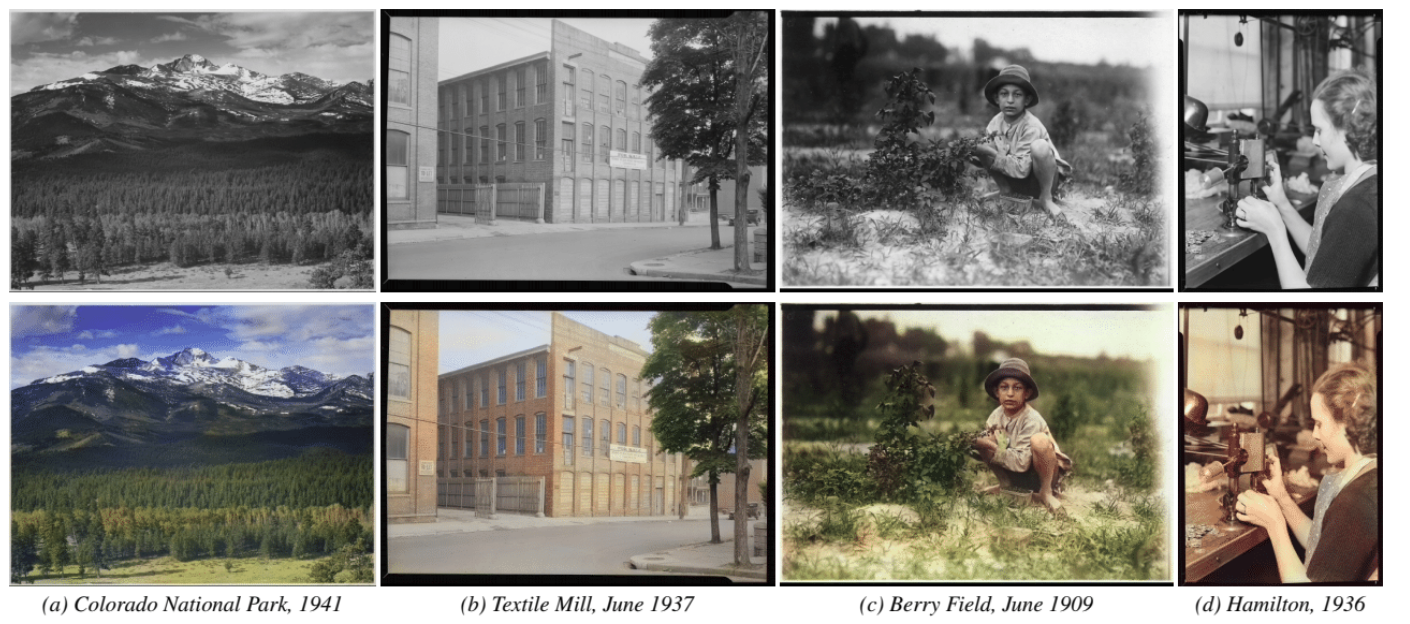 (a) Colorado National Park, 1941
(b) Textile Mill, June 1937
(c) Berry Field, June 1909
(d) Hamilton, 1936